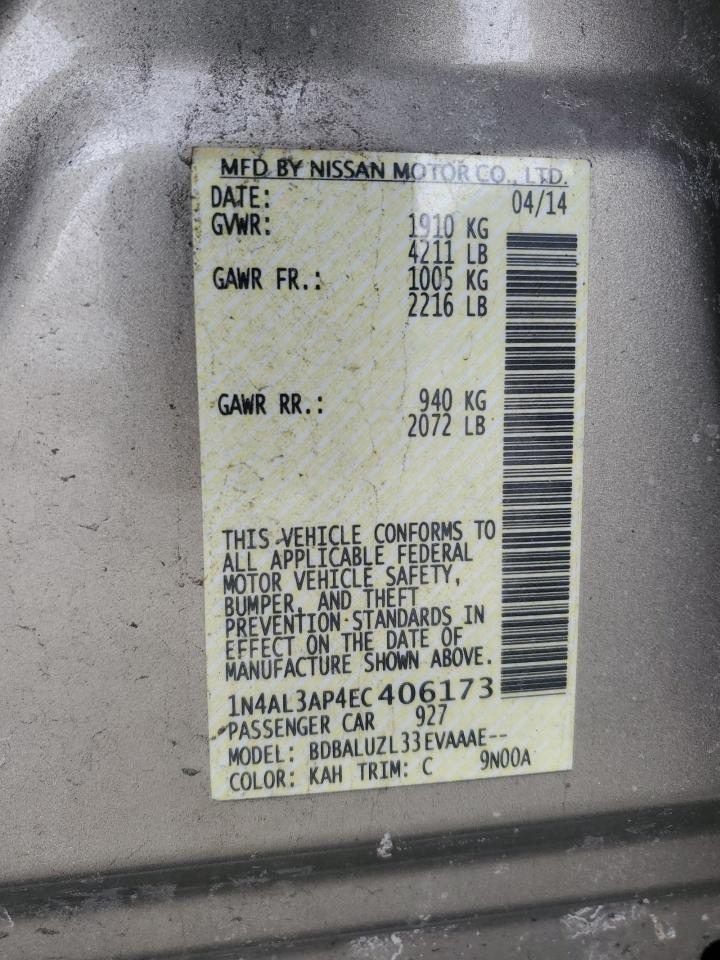 MFD BY NISSAN MOTOR CO., LTD.
DATE: 04/14
GVWR: 1910 KG
4211 LB
GAWR FR.: 1005 KG
2216 LB
GAWR RR.: 940 KG
2072 LB
THIS VEHICLE CONFORMS TO
ALL APPLICABLE FEDERAL
MOTOR VEHICLE SAFETY,
BUMPER, AND THEFT
PREVENTION STANDARDS IN
EFFECT ON THE DATE OF
MANUFACTURE SHOWN ABOVE.
1N4AL3AP4EC406173
PASSENGER CAR 927
MODEL: BDBALUZL33EVAAAE--
COLOR: KAH TRIM: C 9N00A